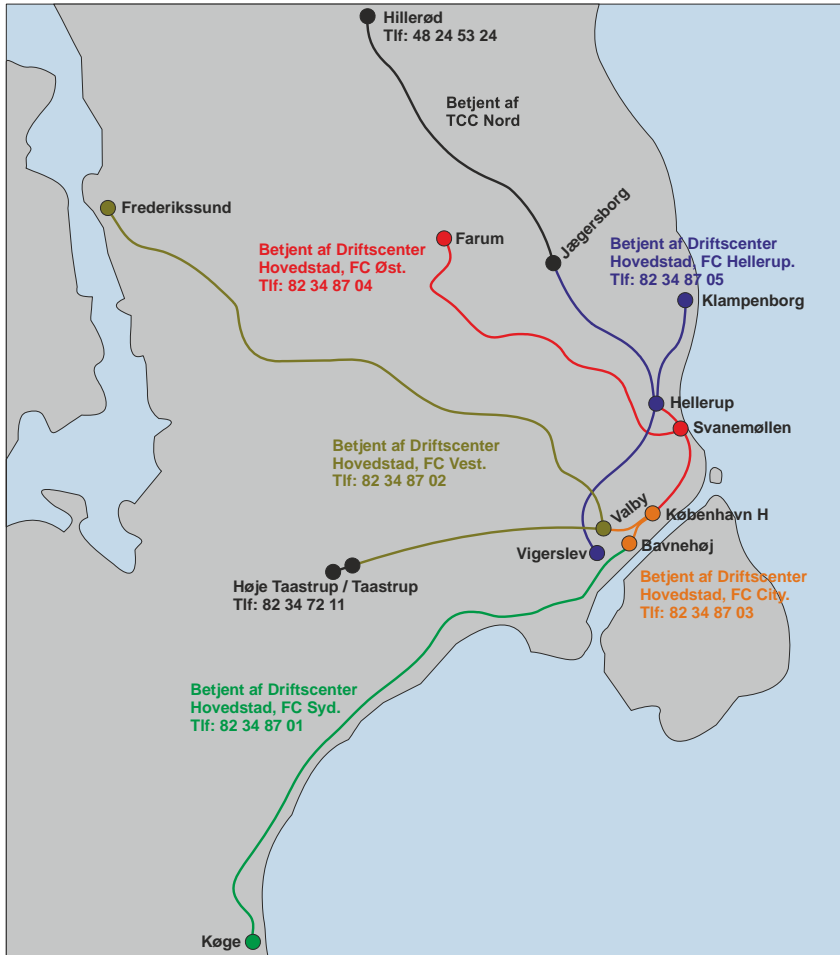 Hillerød
Tlf: 48 24 53 24
Betjent af
TCC Nord
Frederikssund
Farum
Jægersborg
Betjent af Driftscenter
Hovedstad, FC Øst.
Tlf: 82 34 87 04
Betjent af Driftscenter
Hovedstad, FC Hellerup.
Tlf: 82 34 87 05
Klampenborg
Hellerup
Svanemøllen
Betjent af Driftscenter
Hovedstad, FC Vest.
Tlf: 82 34 87 02
Valby
København H
Vigerslev
Bavnehøj
Høje Taastrup / Taastrup
Tlf: 82 34 72 11
Betjent af Driftscenter
Hovedstad, FC City.
Tlf: 82 34 87 03
Betjent af Driftscenter
Hovedstad, FC Syd.
Tlf: 82 34 87 01
Køge